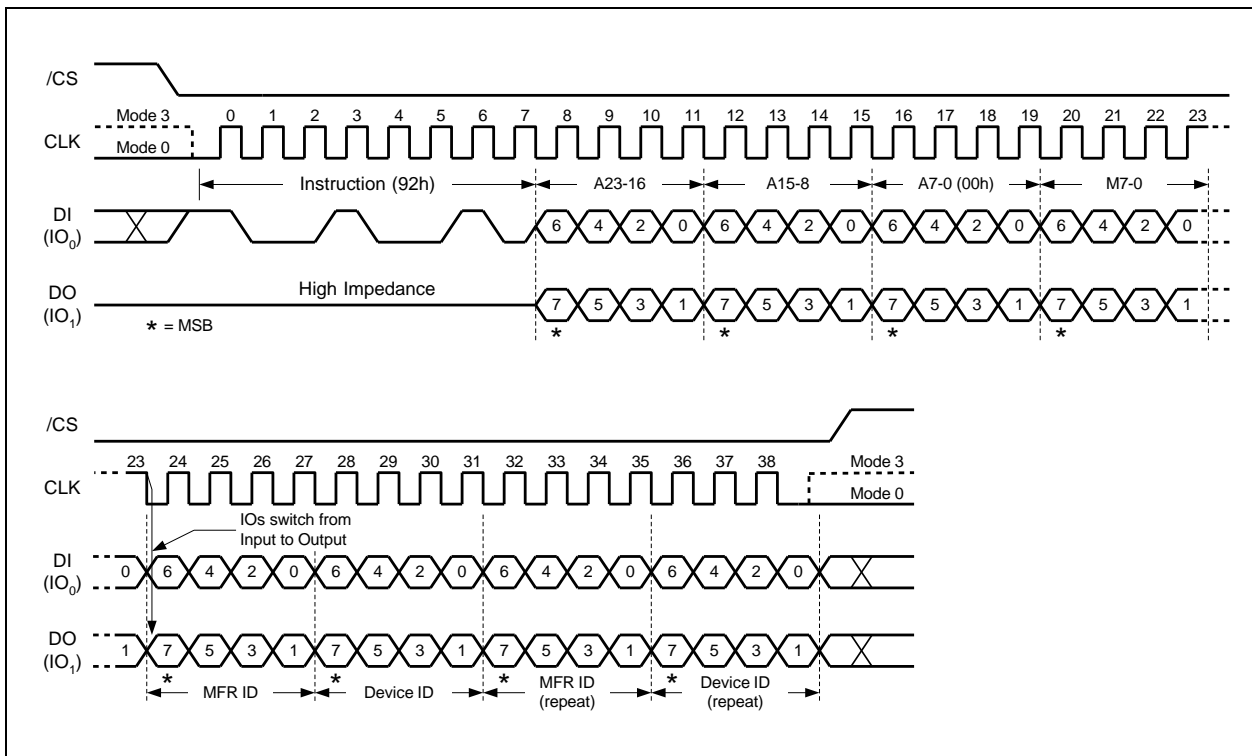 /CS
Mode 3 0 1 2 3 4 5 6 7 8 9 10 11 12 13 14 15 16 17 18 19 20 21 22 23
CLK
Mode 0
Instruction (92h) A23-16 A15-8 A7-0 (00h) M7-0
DI
(IO0)
6 4 2 0 6 4 2 0 6 4 2 0 6 4 2 0
High Impedance
DO
(IO1)
7 5 3 1 7 5 3 1 7 5 3 1 7 5 3 1
* = MSB
* * * *
/CS
23 24 25 26 27 28 29 30 31 32 33 34 35 36 37 38 Mode 3
CLK
Mode 0
IOs switch from
Input to Output
DI
(IO0)
0 6 4 2 0 6 4 2 0 6 4 2 0 6 4 2 0
DO
(IO1)
1 7 5 3 1 7 5 3 1 7 5 3 1 7 5 3 1
* * * *
MFR ID Device ID MFR ID
(repeat)
Device ID
(repeat)